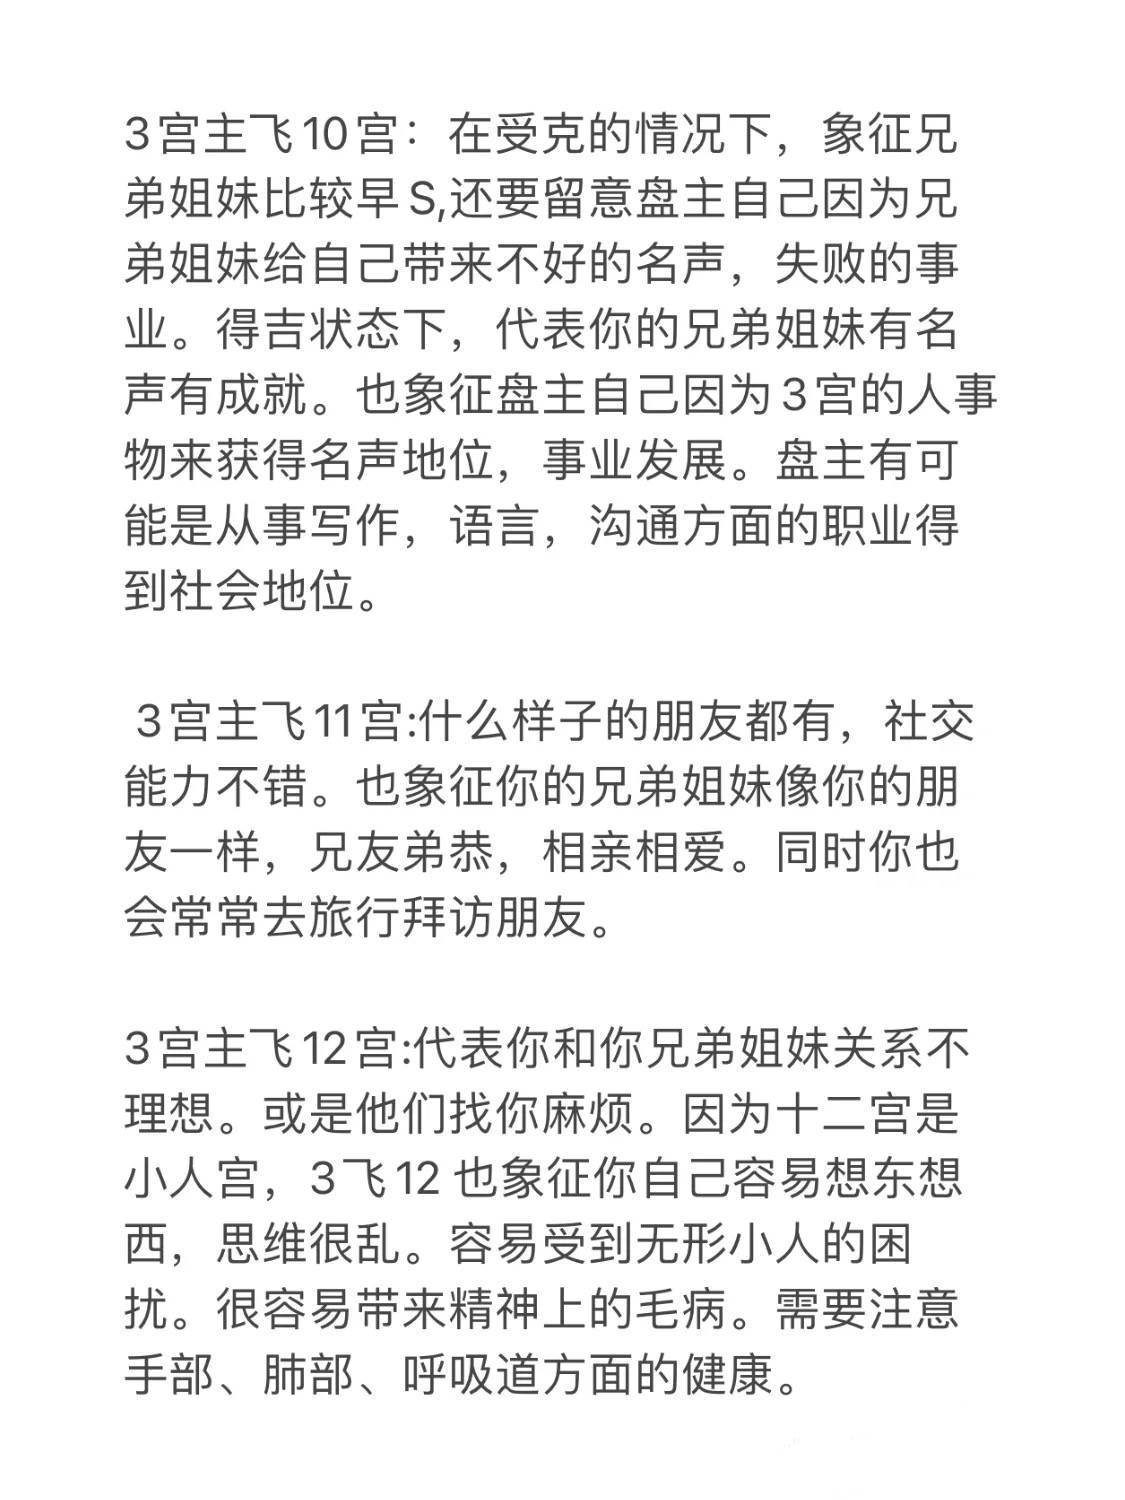 3宫主飞10宫：在受克的情况下，象征兄
弟姐妹比较早S,还要留意盘主自己因为兄
弟姐妹给自己带来不好的名声，失败的事
业。得吉状态下，代表你的兄弟姐妹有名
声有成就。也象征盘主自己因为3宫的人事
物来获得名声地位，事业发展。盘主有可
能是从事写作，语言，沟通方面的职业得
到社会地位。
3宫主飞11宫:什么样子的朋友都有，社交
能力不错。也象征你的兄弟姐妹像你的朋
友一样，兄友弟恭，相亲相爱。同时你也
会常常去旅行拜访朋友。
3宫主飞12宫:代表你和你兄弟姐妹关系不
理想。或是他们找你麻烦。因为十二宫是
小人宫，3飞12 也象征你自己容易想东想
西，思维很乱。容易受到无形小人的困
扰。很容易带来精神上的毛病。需要注意
手部、肺部、呼吸道方面的健康。